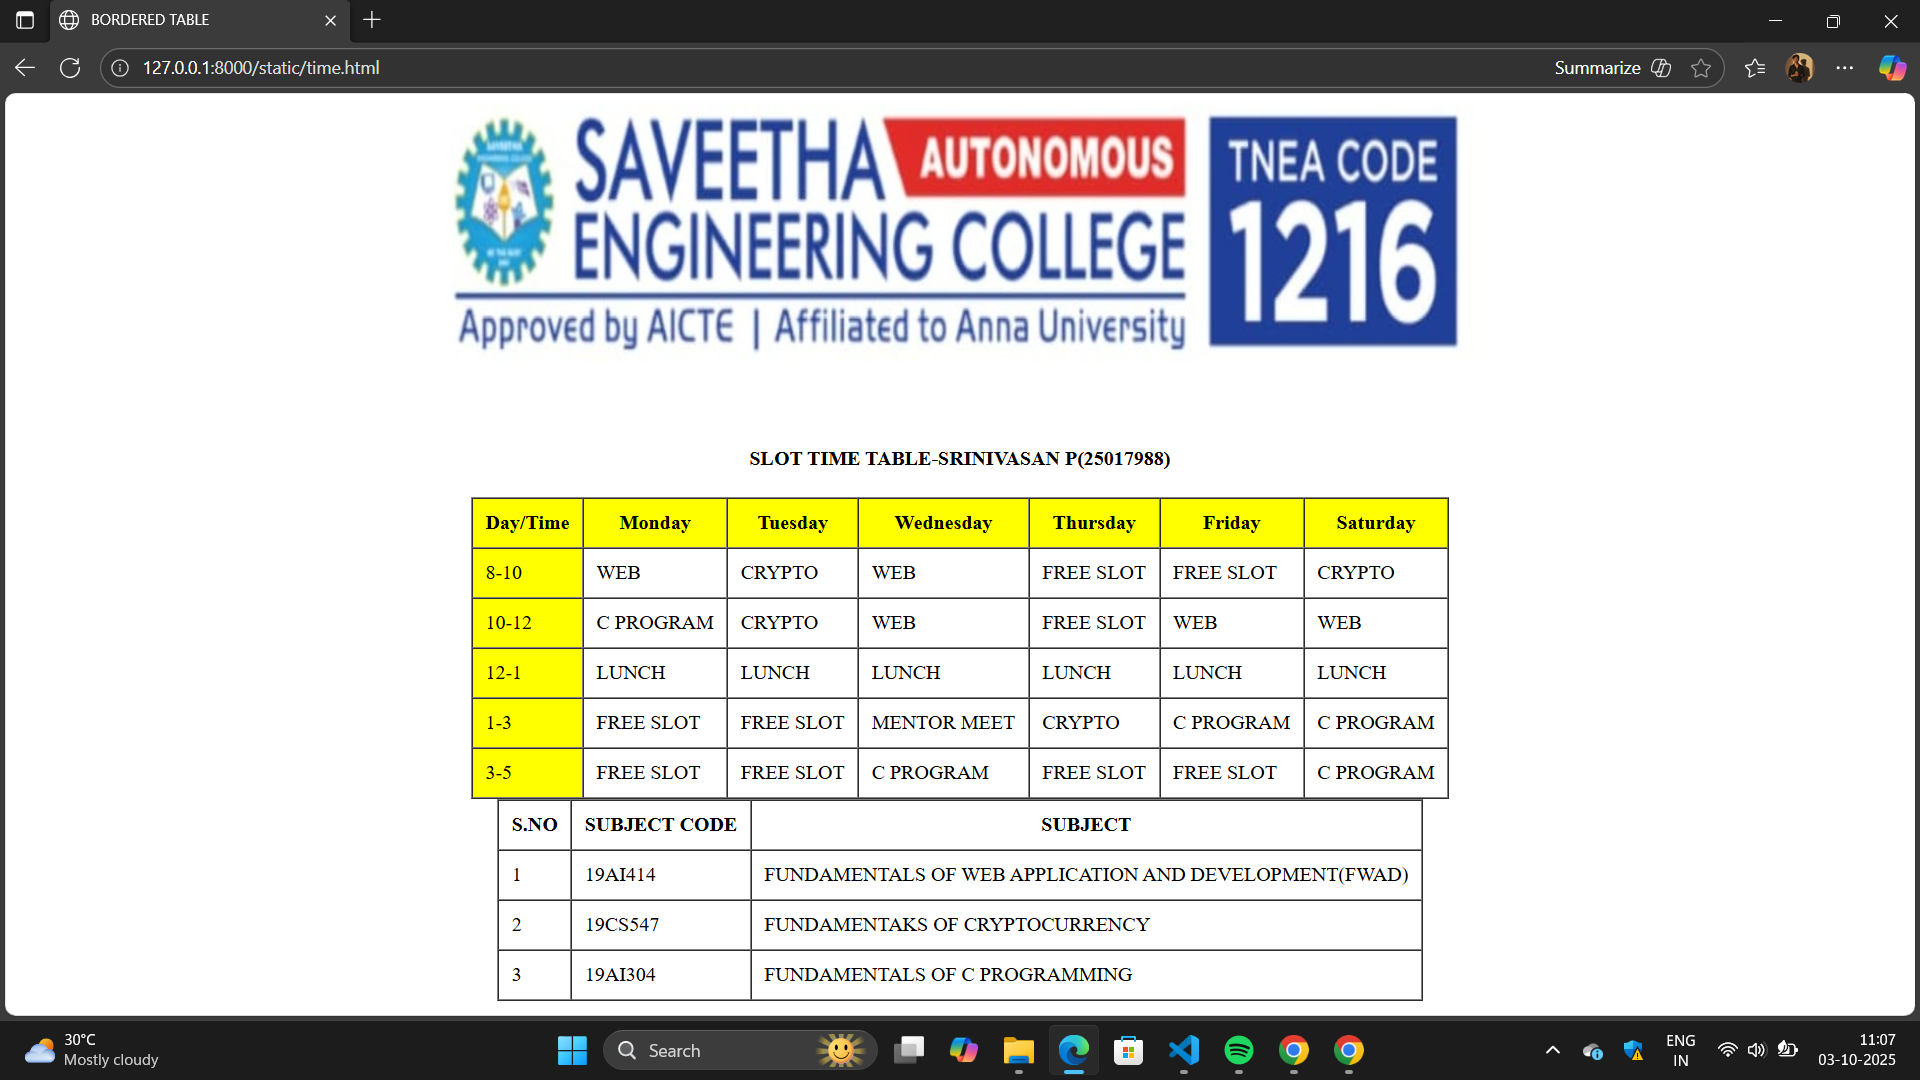 BORDERED TABLE
127.0.0.1:8000/static/time.html
Summarize
SAVEETHA AUTONOMOUS
ENGINEERING COLLEGE
Approved by AICTE | Affiliated to Anna University
TNEA CODE
1216
SLOT TIME TABLE-SRINIVASAN P(25017988)
Day/Time Monday Tuesday Wednesday Thursday Friday Saturday
8-10 WEB CRYPTO WEB FREE SLOT FREE SLOT CRYPTO
10-12 C PROGRAM CRYPTO WEB FREE SLOT WEB WEB
12-1 LUNCH LUNCH LUNCH LUNCH LUNCH LUNCH
1-3 FREE SLOT FREE SLOT MENTOR MEET CRYPTO C PROGRAM C PROGRAM
3-5 FREE SLOT FREE SLOT C PROGRAM FREE SLOT FREE SLOT C PROGRAM
S.NO SUBJECT CODE SUBJECT
1 19AI414 FUNDAMENTALS OF WEB APPLICATION AND DEVELOPMENT(FWAD)
2 19CS547 FUNDAMENTAKS OF CRYPTOCURRENCY
3 19AI304 FUNDAMENTALS OF C PROGRAMMING
30°C
Mostly cloudy
Search
ENG
IN
11:07
03-10-2025